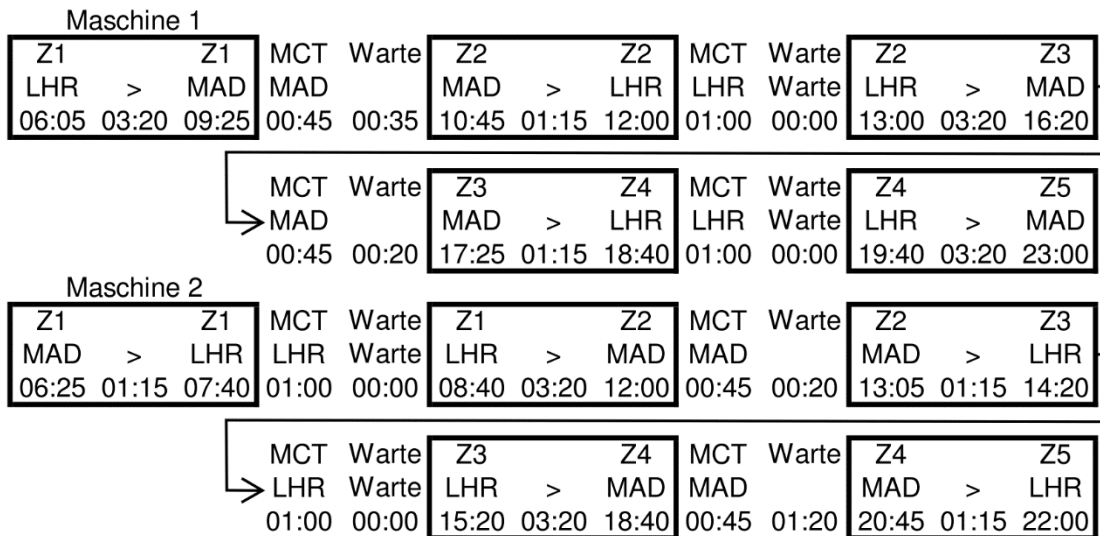 Maschine 1
Z1 Z1 MCT Warte Z2 Z2 MCT Warte Z2 Z3
LHR > MAD MAD MAD > LHR LHR Warte LHR > MAD
06:05 03:20 09:25 00:45 00:35 10:45 01:15 12:00 01:00 00:00 13:00 03:20 16:20
MCT Warte Z3 Z4 MCT Warte Z4 Z5
MAD MAD > LHR LHR Warte LHR > MAD
00:45 00:20 17:25 01:15 18:40 01:00 00:00 19:40 03:20 23:00
Maschine 2
Z1 Z1 MCT Warte Z1 Z2 MCT Warte Z2 Z3
MAD > LHR LHR Warte LHR > MAD MAD MAD > LHR
06:25 01:15 07:40 01:00 00:00 08:40 03:20 12:00 00:45 00:20 13:05 01:15 14:20
MCT Warte Z3 Z4 MCT Warte Z4 Z5
LHR Warte LHR > MAD MAD MAD > LHR
01:00 00:00 15:20 03:20 18:40 00:45 01:20 20:45 01:15 22:00